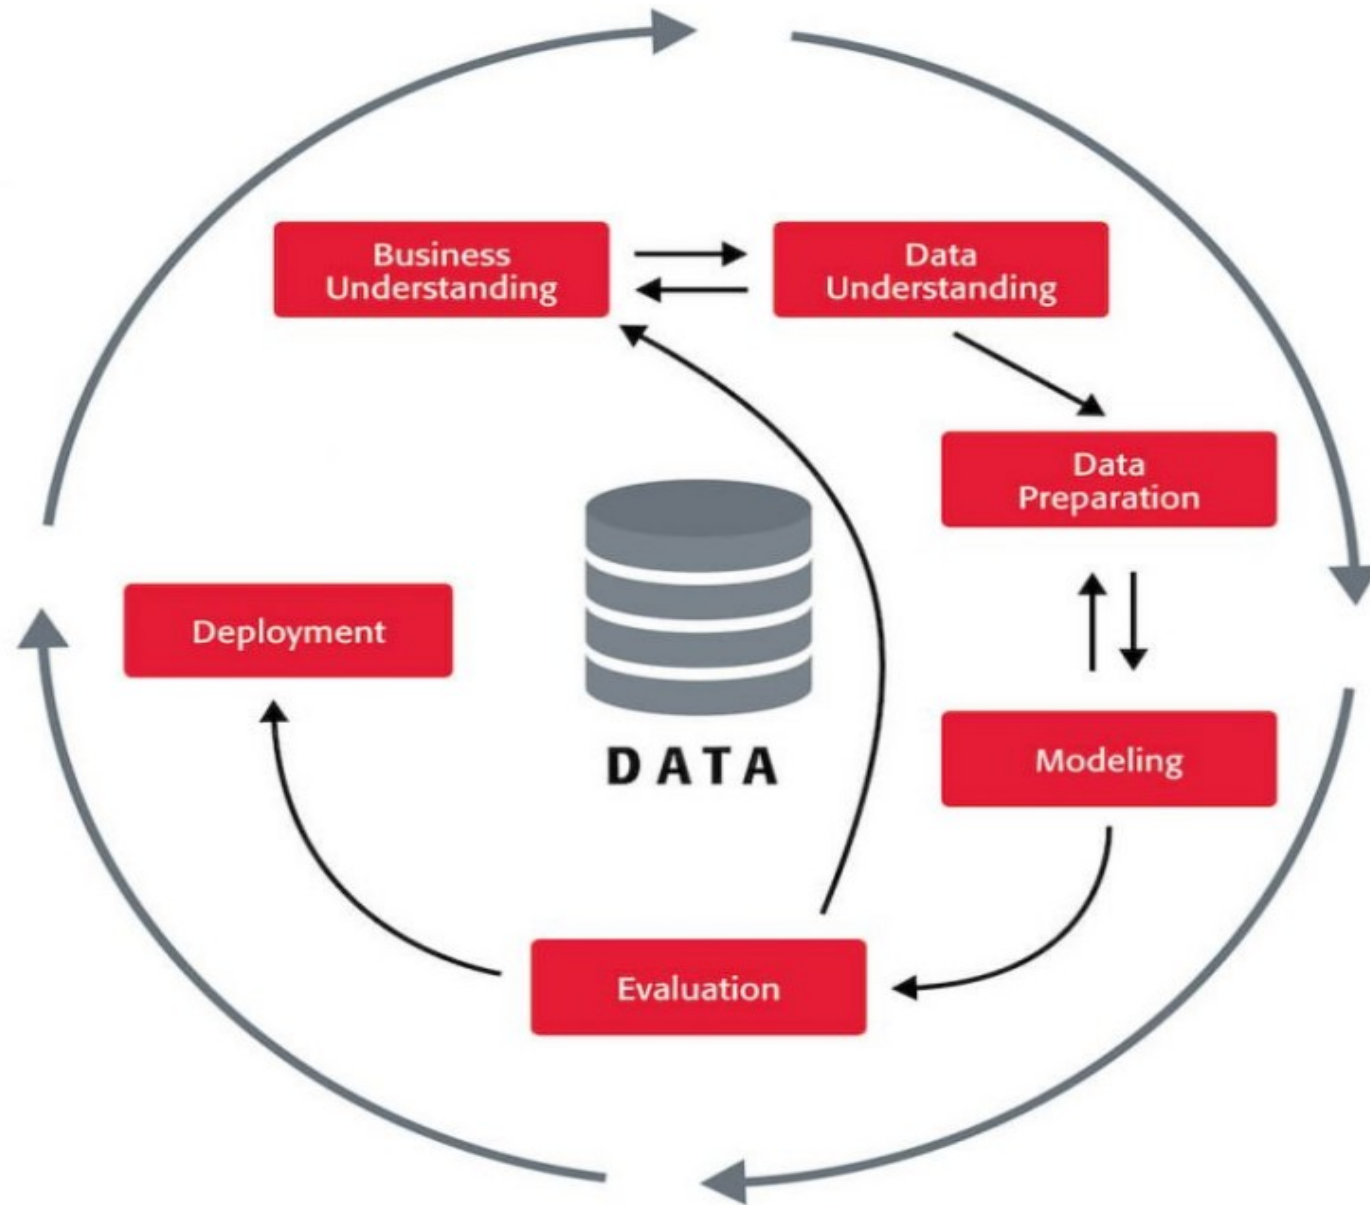 Business
Understanding
Data
Understanding
Data
Preparation
Deployment
DATA
Modeling
Evaluation